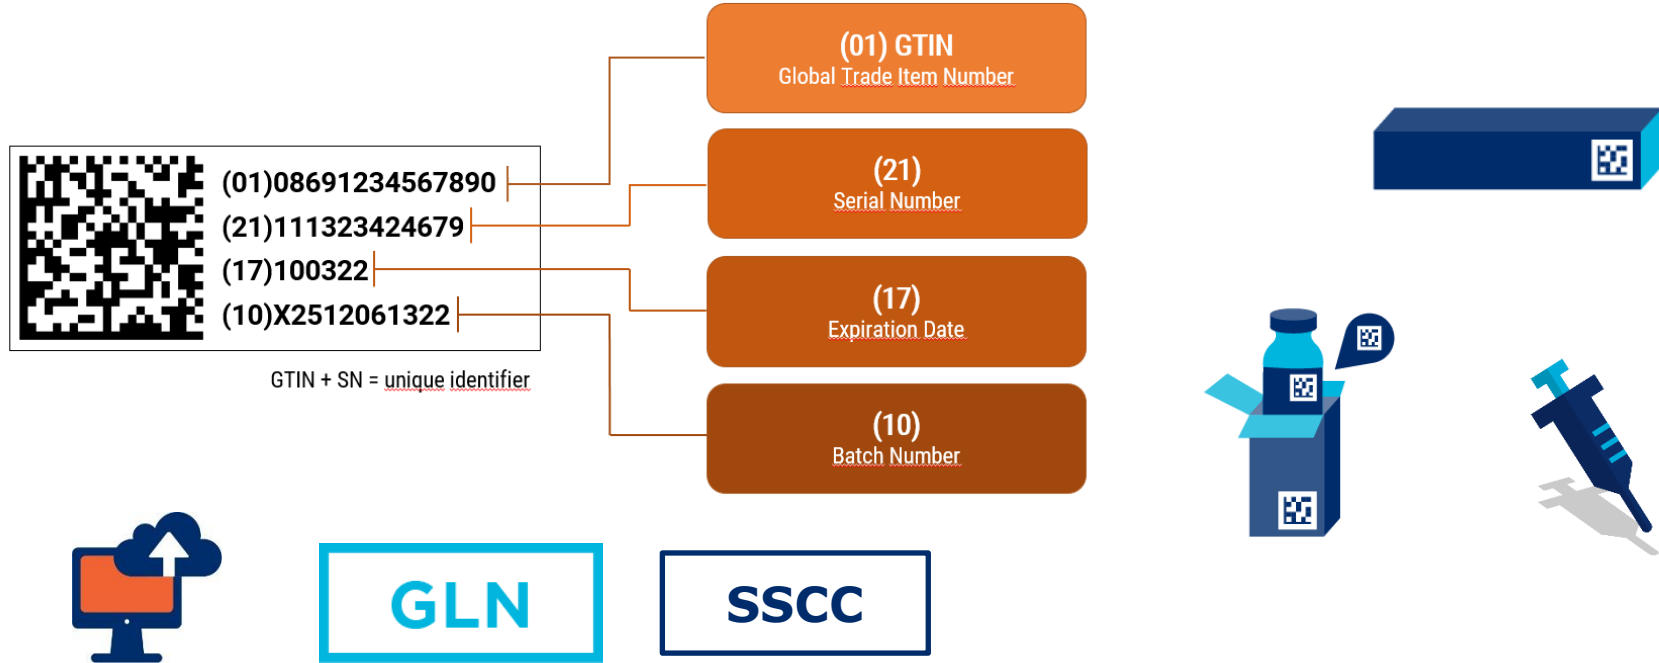 (01)08691234567890
(21)111323424679
(17)100322
(10)X2512061322
GTIN + SN = unique identifier
(01) GTIN
Global Trade Item Number
(21)
Serial Number
(17)
Expiration Date
(10)
Batch Number
GLN
SSCC